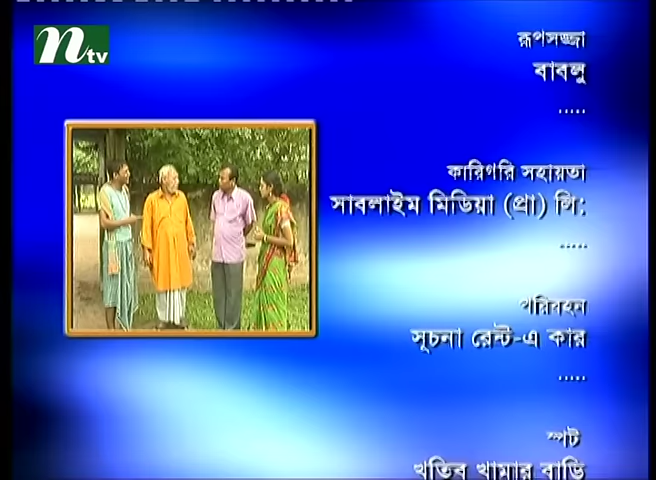 ntv
রূপসজ্জা
বাবলু
.....
কারিগরি সহায়তা
সাবলাইম মিডিয়া (প্রা) লি:
.....
পরিবহন
সূচনা রেন্ট-এ কার
.....
স্পট
খতিব খামার বাড়ি